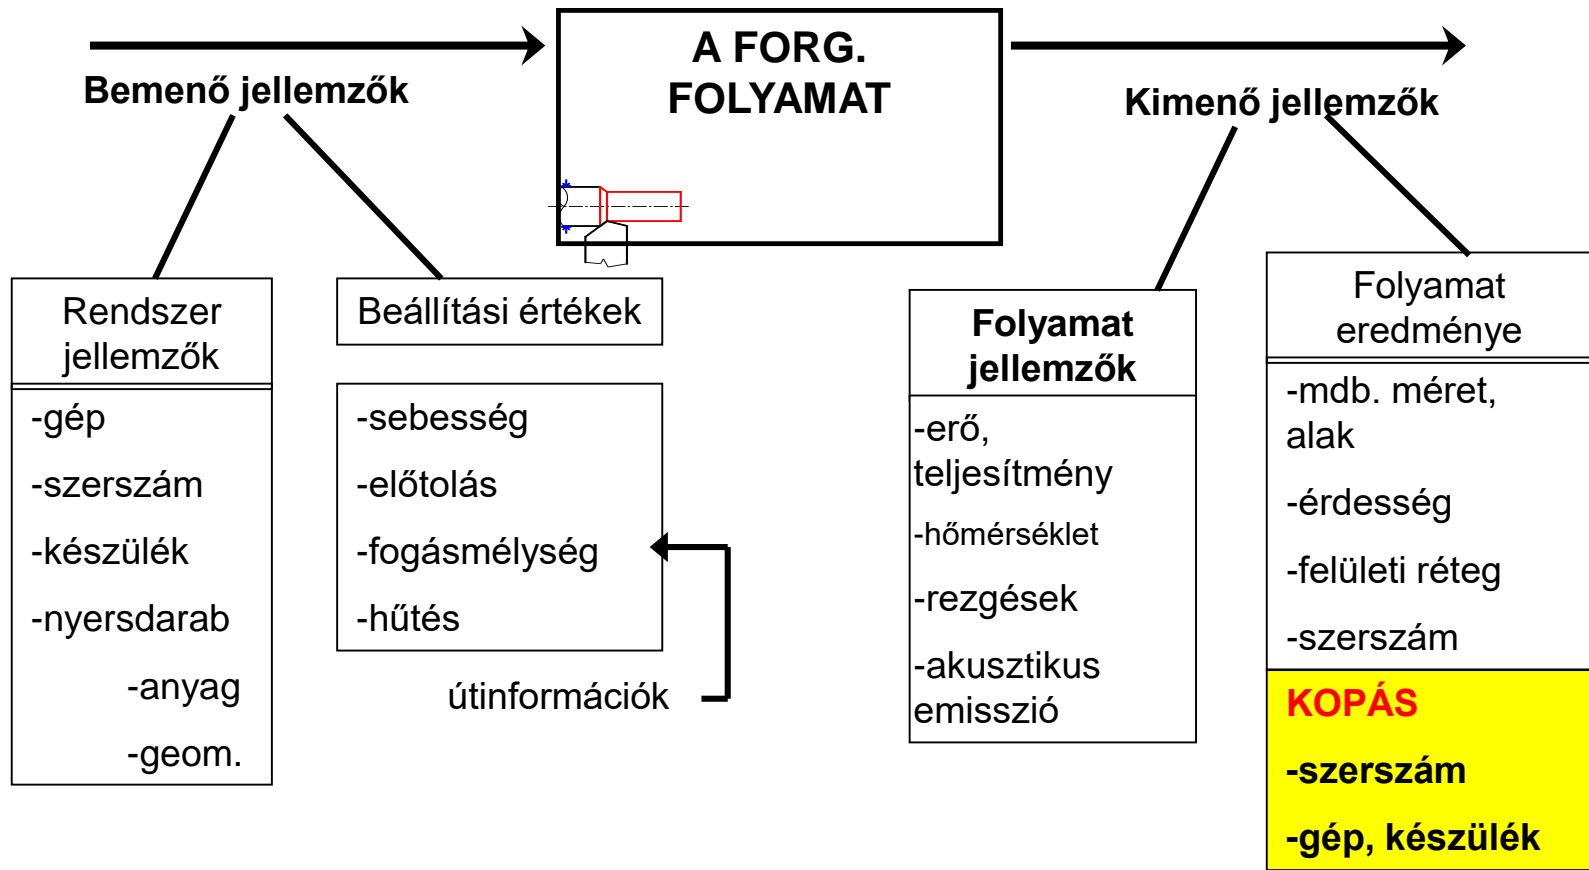 A FORG.
FOLYAMAT
Bemenő jellemzők
Kimenő jellemzők
Rendszer
jellemzők
-gép
-szerszám
-készülék
-nyersdarab
-anyag
-geom.
Beállítási értékek
-sebesség
-előtolás
-fogásmélység
-hűtés
útinformációk
Folyamat
jellemzők
-erő,
teljesítmény
-hőmérséklet
-rezgések
-akusztikus
emisszió
Folyamat
eredménye
-mdb. méret,
alak
-érdesség
-felületi réteg
-szerszám
KOPÁS
-szerszám
-gép, készülék